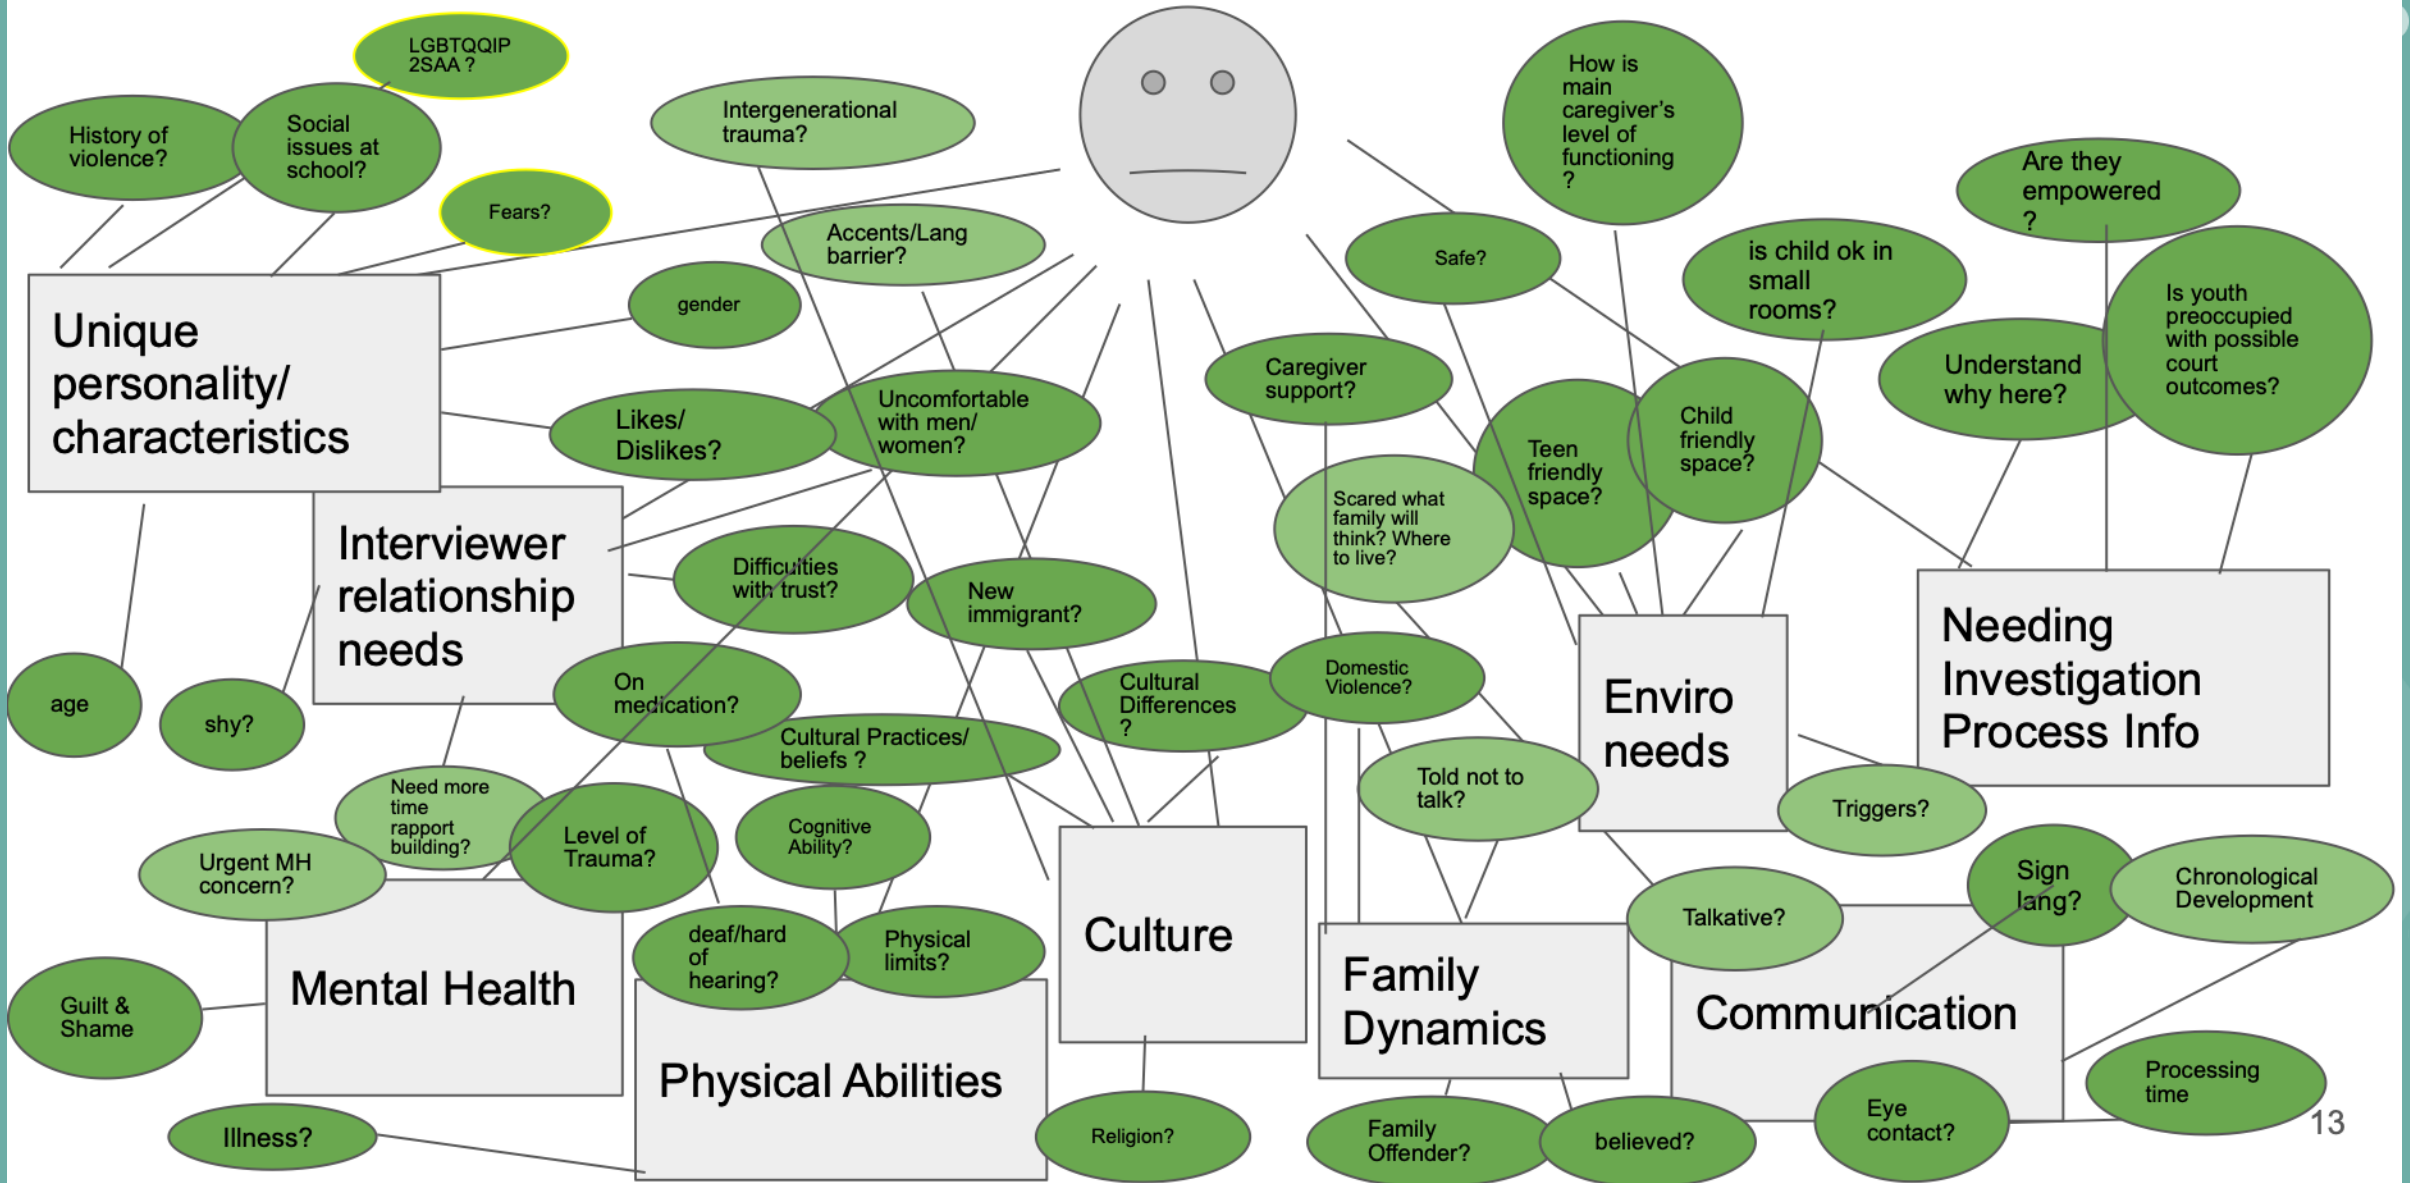 LGBTQQIP
2SAA ?
History of
violence?
Social
issues at
school?
Fears?
Intergenerational
trauma?
Accents/Lang
barrier?
gender
How is
main
caregiver's
level of
functioning
?
Safe?
is child ok in
small
rooms?
Are they
empowered
?
Is youth
preoccupied
with possible
court
outcomes?
Understand
why here?
Unique
personality/
characteristics
Likes/
Dislikes?
Uncomfortable
with men/
women?
Caregiver
support?
Teen
friendly
space?
Child
friendly
space?
Scared what
family will
think? Where
to live?
Interviewer
relationship
needs
Difficulties
with trust?
New
immigrant?
age
shy?
On
medication?
Cultural Practices/
beliefs ?
Cultural
Differences
?
Domestic
Violence?
Enviro
needs
Needing
Investigation
Process Info
Told not to
talk?
Triggers?
Need more
time
rapport
building?
Urgent MH
concern?
Level of
Trauma?
Cognitive
Ability?
Guilt &
Shame
Mental Health
deaf/hard
of
hearing?
Physical
limits?
Culture
Family
Dynamics
Talkative?
Sign
lang?
Chronological
Development
Communication
Physical Abilities
Illness?
Religion?
Family
Offender?
believed?
Eye
contact?
Processing
time
13